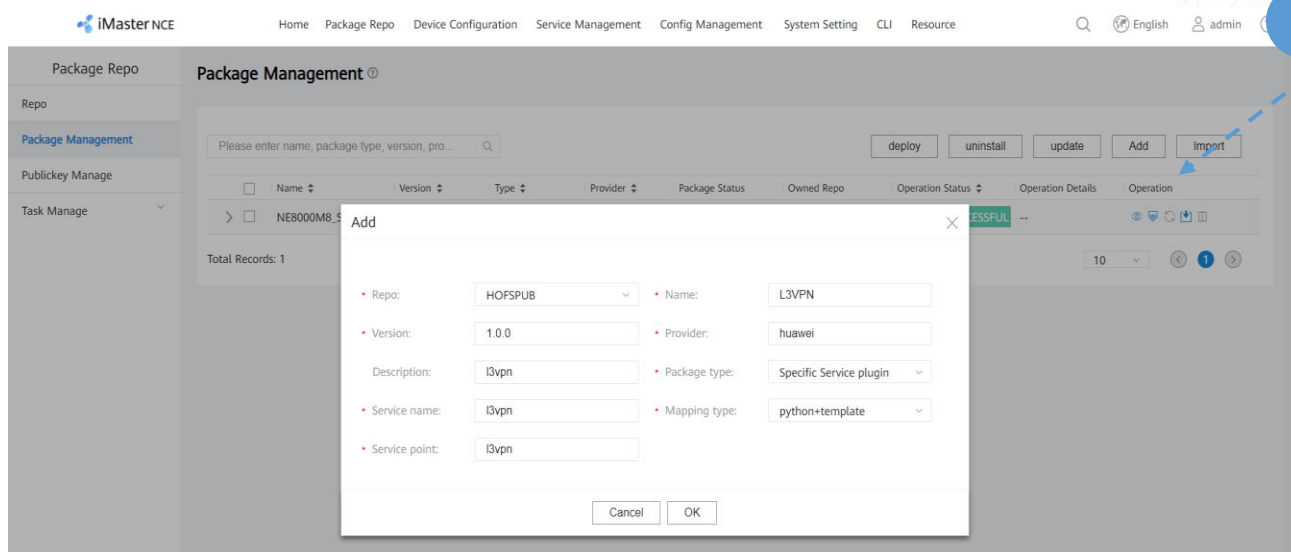 iMaster NCE Home Package Repo Device Configuration Service Management Config Management System Setting CLI Resource English admin
Package Repo
Package Management
Repo
Package Management
Please enter name, package type, version, pro...
deploy uninstall update Add Import
Publickey Manage
Name Version Type Provider Package Status Owned Repo Operation Status Operation Details Operation
Task Manage
NE8000M8_S
ESSFUL --
Total Records: 1
10 1
Add
* Repo: HOFSPUB * Name: L3VPN
* Version: 1.0.0 * Provider: huawei
Description: l3vpn * Package type: Specific Service plugin
* Service name: l3vpn * Mapping type: python+template
* Service point: l3vpn
Cancel OK